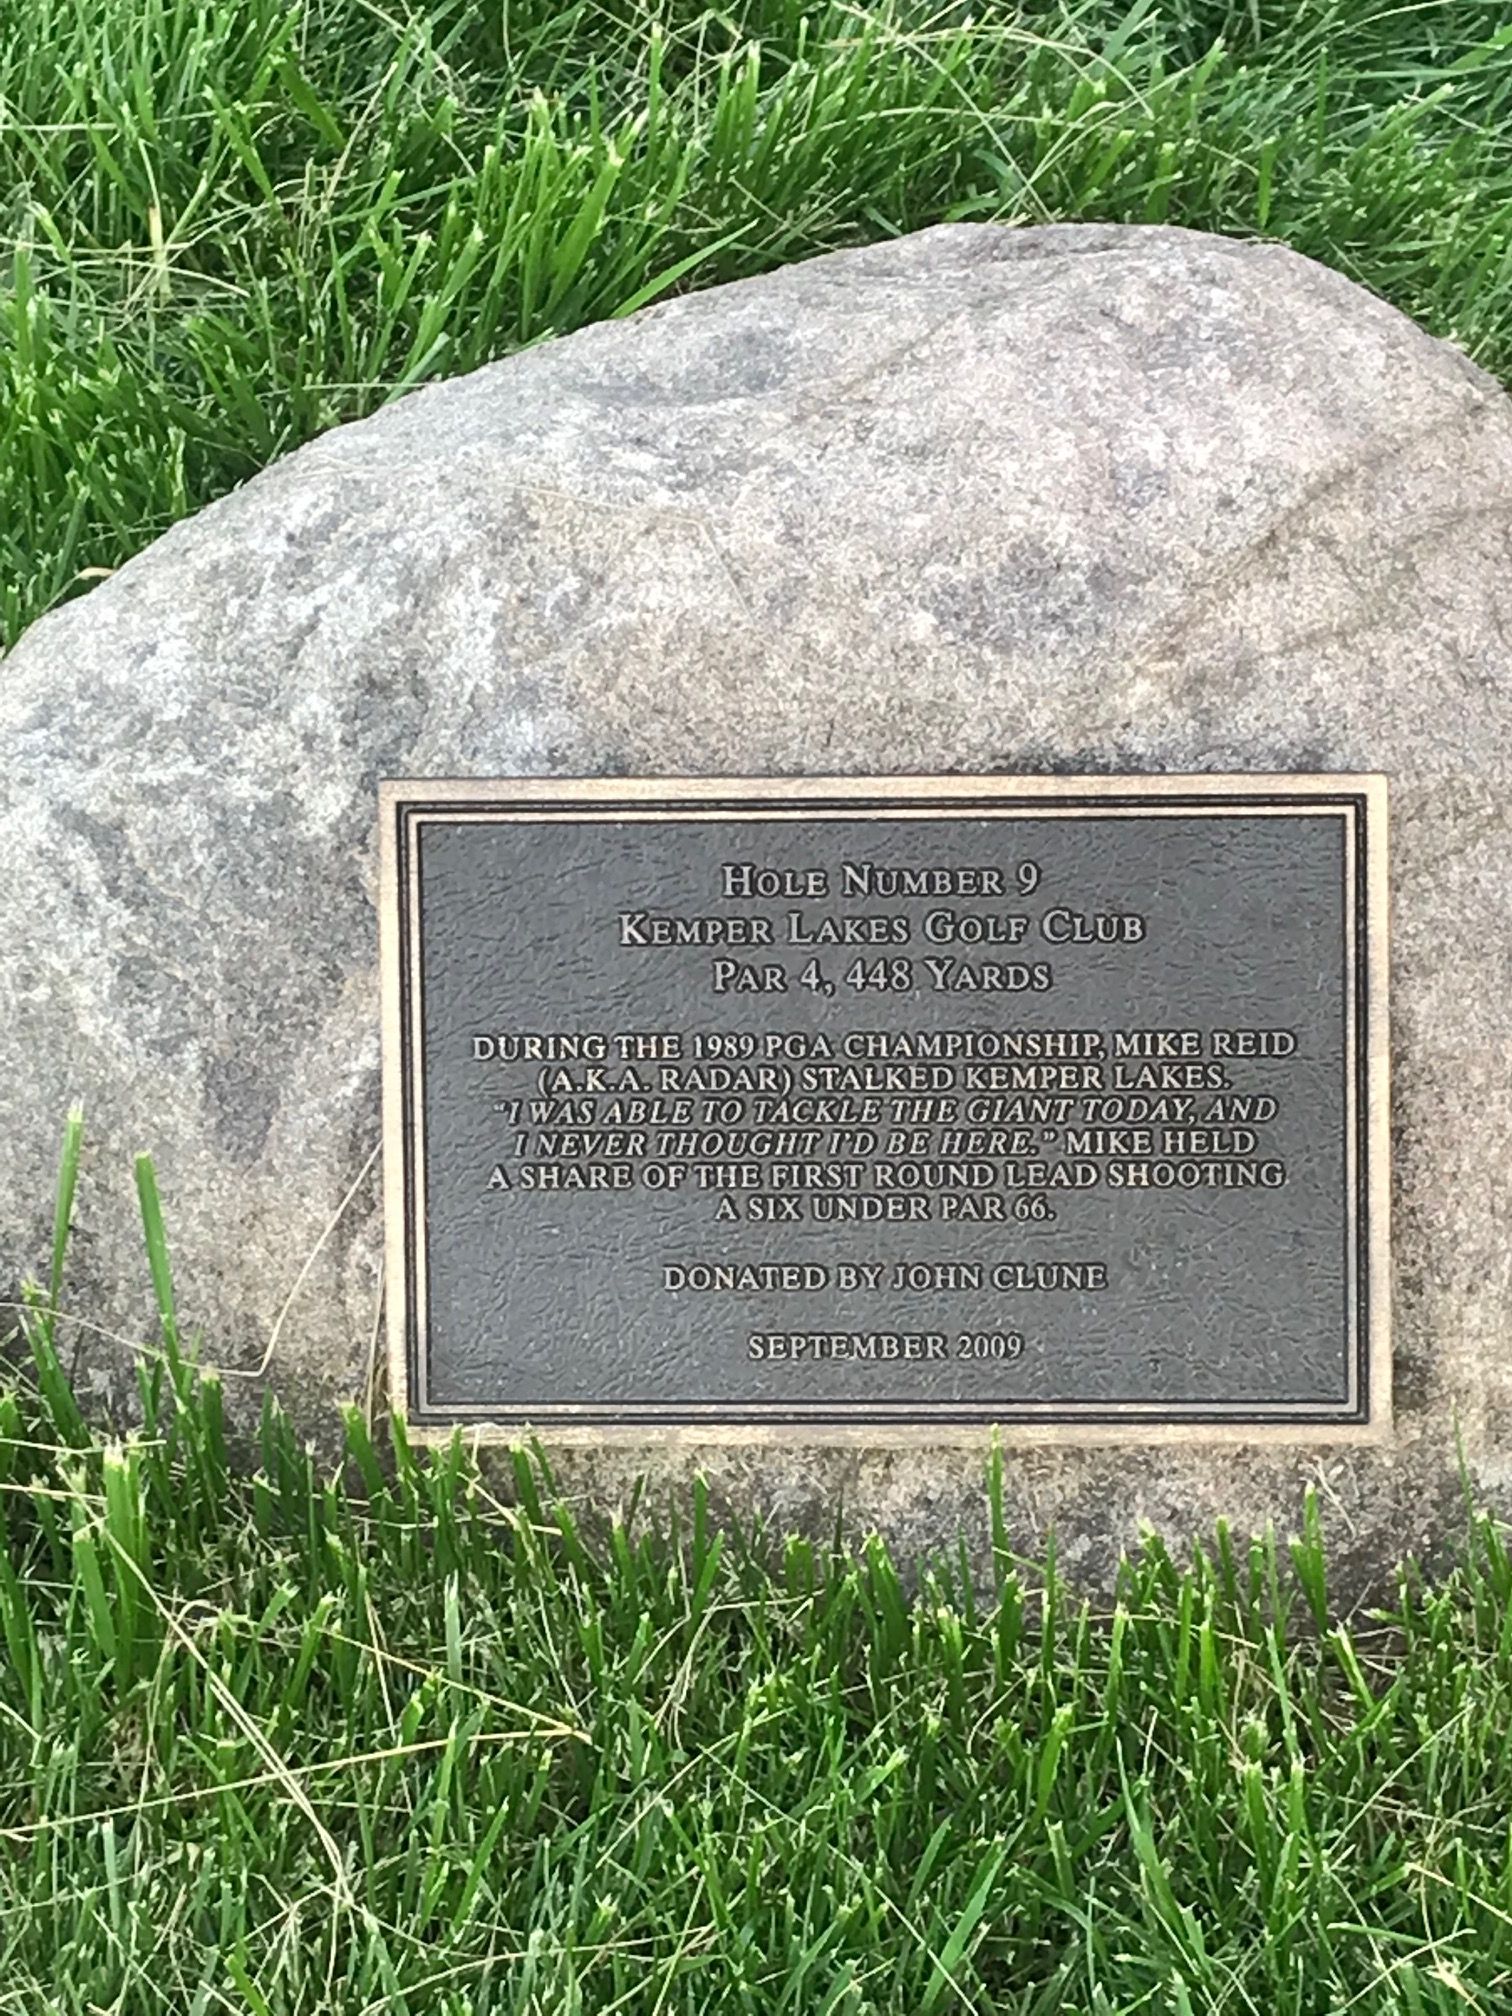 HOLE NUMBER 9
KEMPER LAKES GOLF CLUB
PAR 4, 448 YARDS
DURING THE 1989 PGA CHAMPIONSHIP, MIKE REID
(A.K.A. RADAR) STALKED KEMPER LAKES.
"I WAS ABLE TO TACKLE THE GIANT TODAY, AND
I NEVER THOUGHT I'D BE HERE." MIKE HELD
A SHARE OF THE FIRST ROUND LEAD SHOOTING
A SIX UNDER PAR 66.
DONATED BY JOHN CLUNE
SEPTEMBER 2009